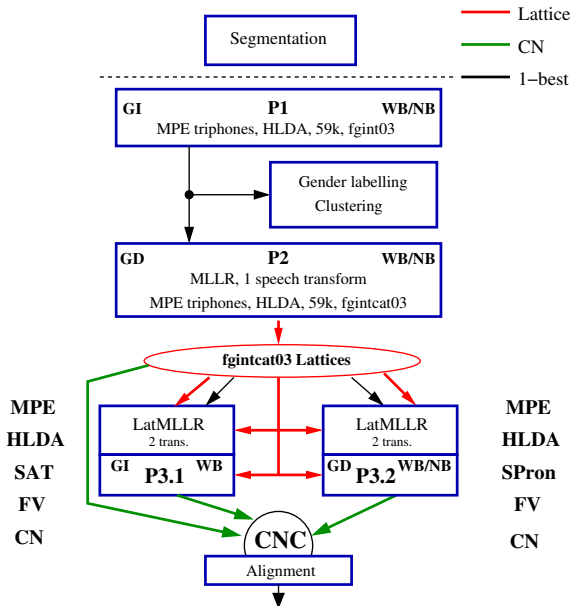 Lattice
Segmentation
CN
1−best
GI P1 WB/NB
MPE triphones, HLDA, 59k, fgint03
Gender labelling
Clustering
GD P2 WB/NB
MLLR, 1 speech transform
MPE triphones, HLDA, 59k, fgintcat03
fgintcat03 Lattices
MPE
HLDA
SAT
FV
CN
LatMLLR
2 trans.
GI P3.1 WB
LatMLLR
2 trans.
GD P3.2 WB/NB
MPE
HLDA
SPron
FV
CN
CNC
Alignment